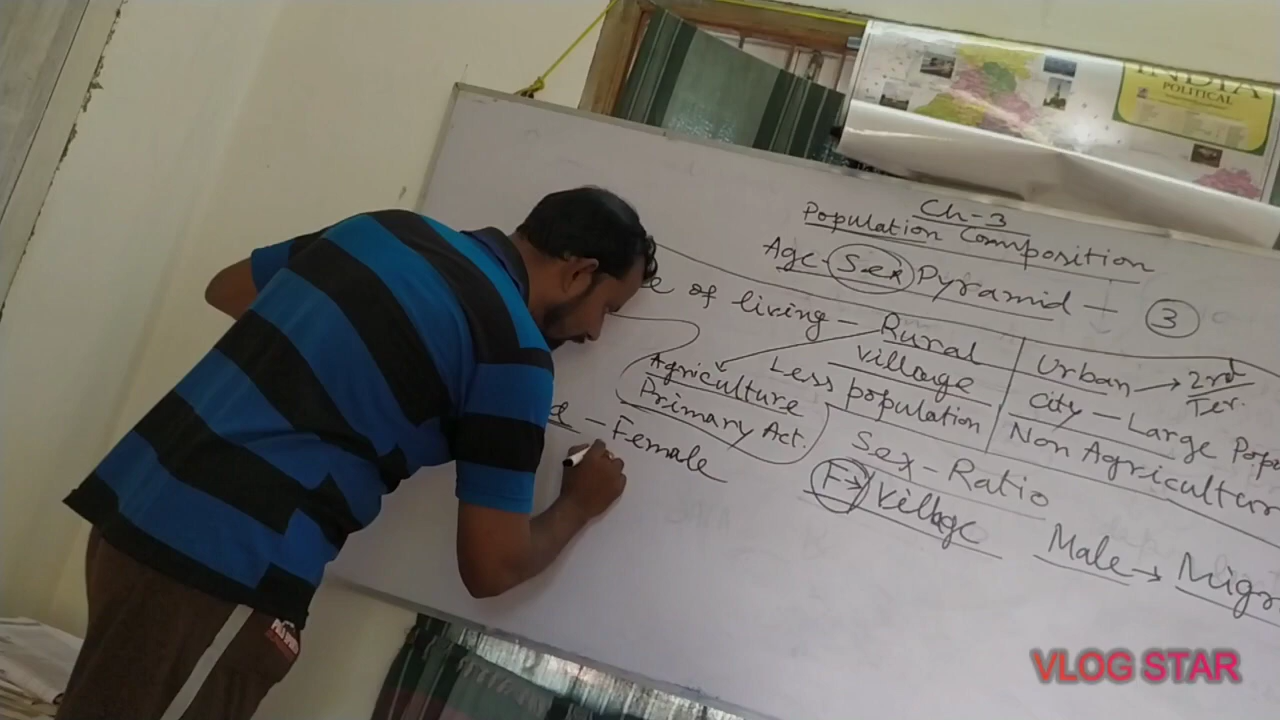 INDIA
POLITICAL
Ch-3
Population Composition
Age-Sex Pyramid - 3
of living - Rural
Urban → 2nd
Ter.
Village
City - Large Popu
Less population
Non Agricultur
Agriculture
Primary Act.
- Female
Sex-Ratio
F → Village
Male → Migr
VLOG STAR